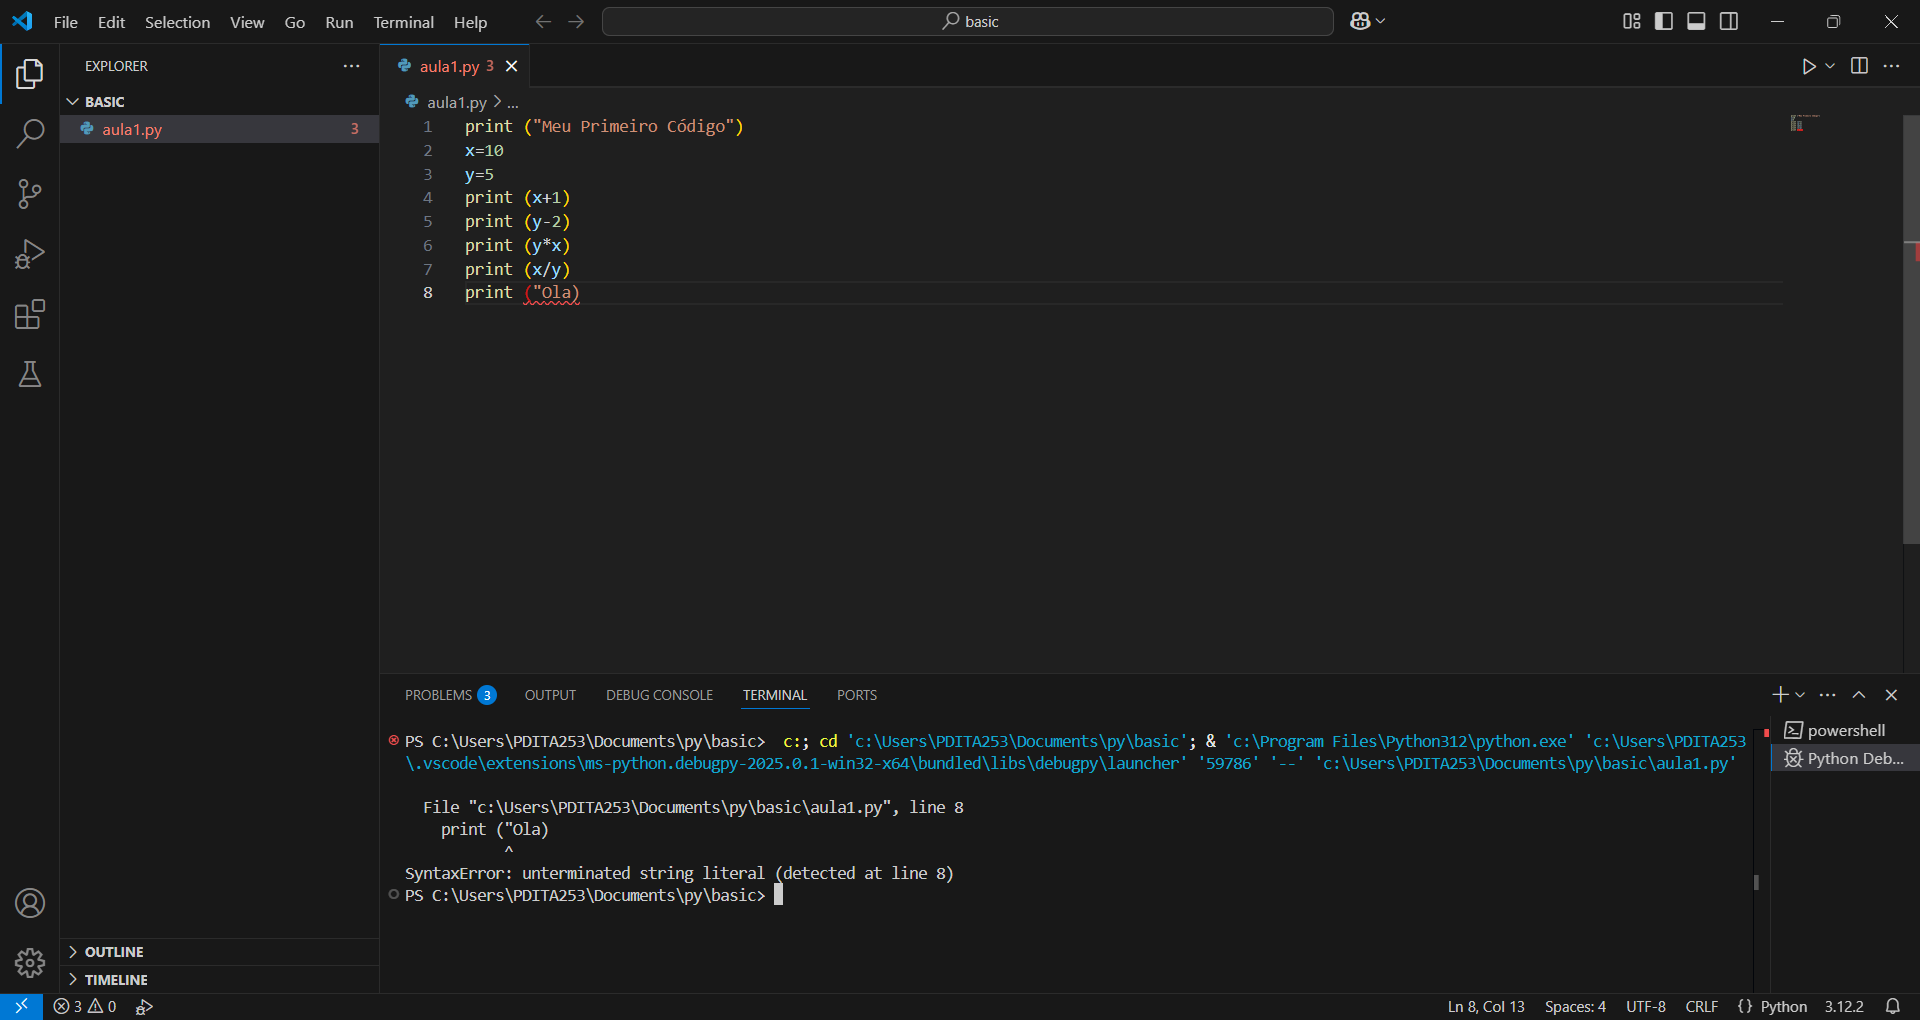 File Edit Selection View Go Run Terminal Help basic
EXPLORER
BASIC
aula1.py 3
OUTLINE
TIMELINE
aula1.py 3
aula1.py > ...
1 print ("Meu Primeiro Código")
2 x=10
3 y=5
4 print (x+1)
5 print (y-2)
6 print (y*x)
7 print (x/y)
8 print ("Ola)
PROBLEMS 3 OUTPUT DEBUG CONSOLE TERMINAL PORTS
PS C:\Users\PDITA253\Documents\py\basic>  c:; cd 'c:\Users\PDITA253\Documents\py\basic'; & 'c:\Program Files\Python312\python.exe' 'c:\Users\PDITA253
\.vscode\extensions\ms-python.debugpy-2025.0.1-win32-x64\bundled\libs\debugpy\launcher' '59786' '--' 'c:\Users\PDITA253\Documents\py\basic\aula1.py'
File "c:\Users\PDITA253\Documents\py\basic\aula1.py", line 8
print ("Ola)
^
SyntaxError: unterminated string literal (detected at line 8)
PS C:\Users\PDITA253\Documents\py\basic>
powershell
Python Deb...
3 0 Ln 8, Col 13 Spaces: 4 UTF-8 CRLF {} Python 3.12.2